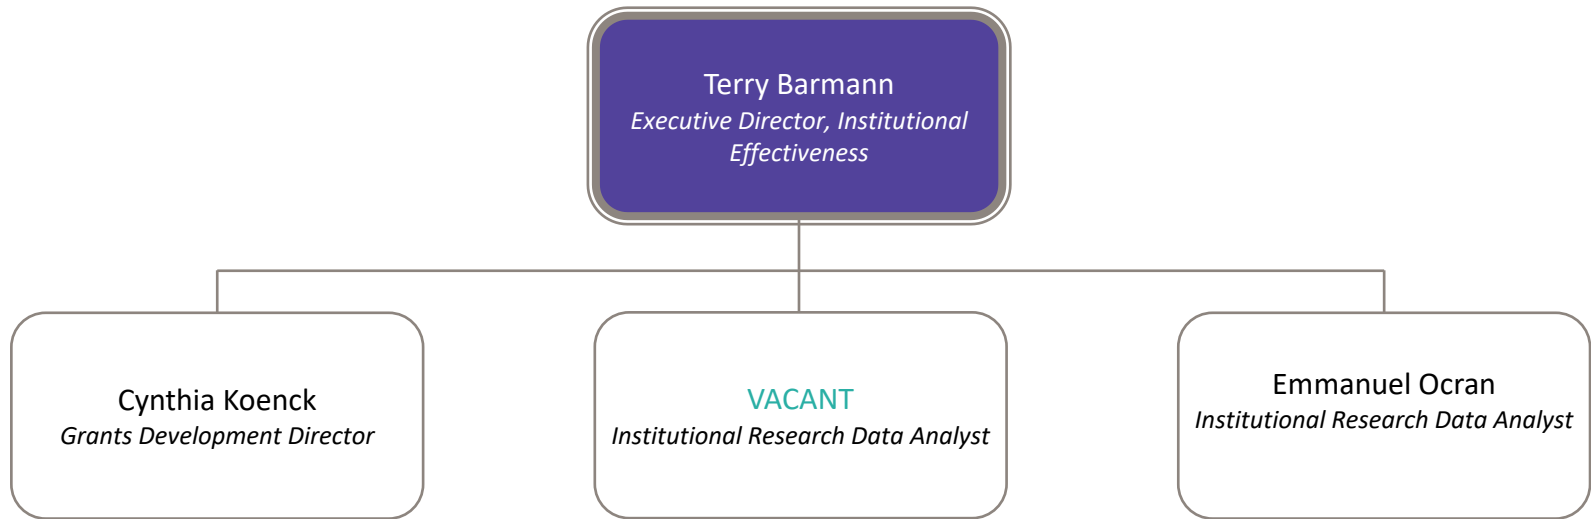 Terry Barmann
Executive Director, Institutional
Effectiveness
Cynthia Koenck
Grants Development Director
VACANT
Institutional Research Data Analyst
Emmanuel Ocran
Institutional Research Data Analyst